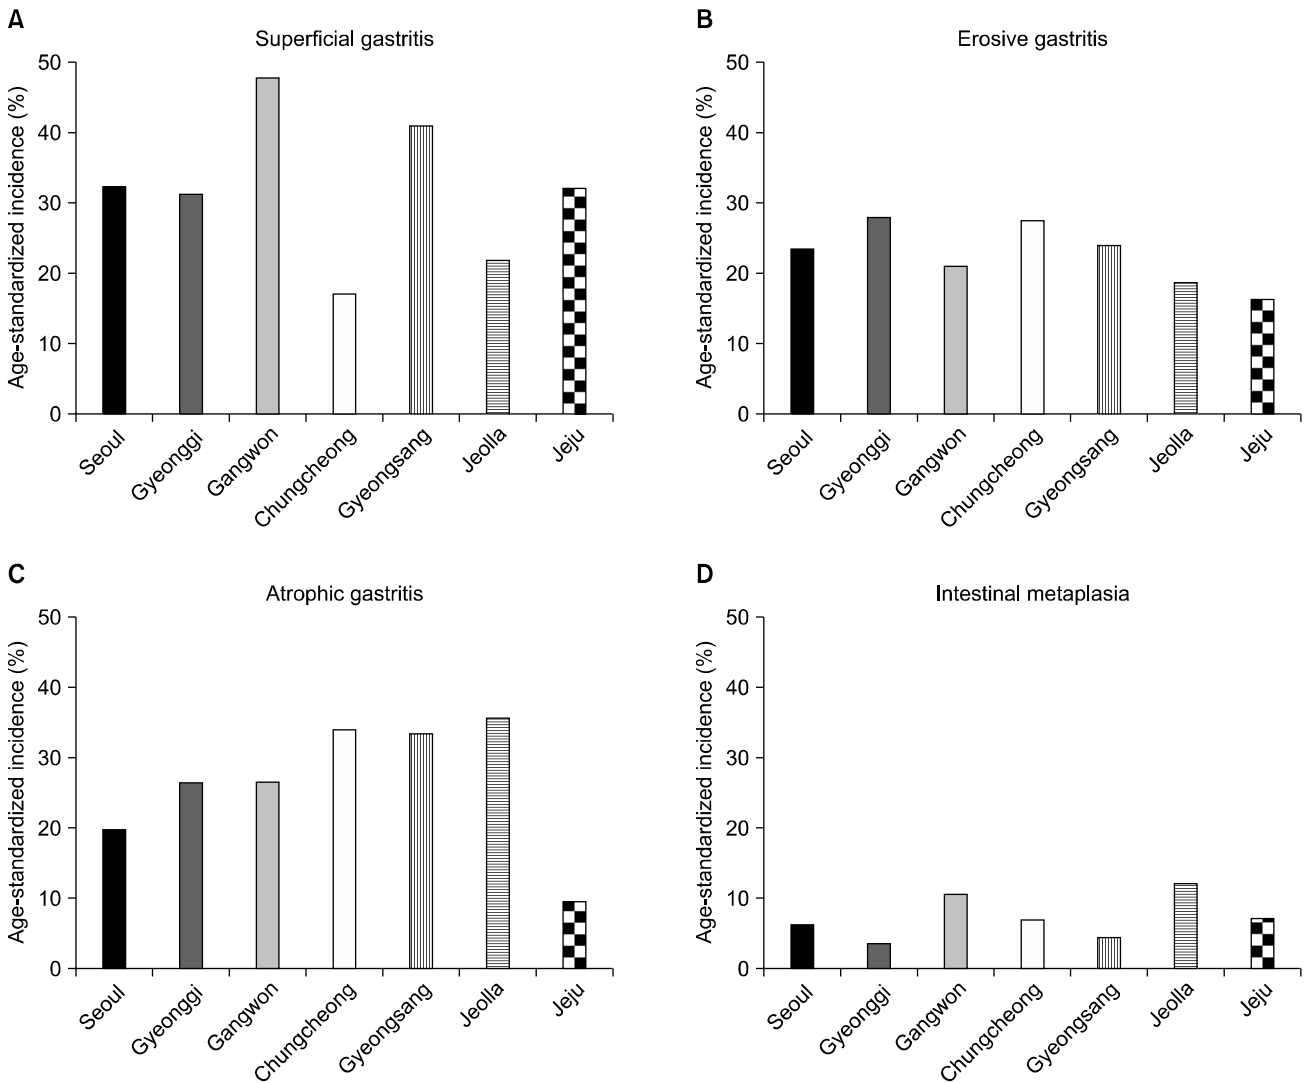 A
Superficial gastritis
Age-standardized incidence (%)
50
40
30
20
10
0
Seoul
Gyeonggi
Gangwon
Chungcheong
Gyeongsang
Jeolla
Jeju
B
Erosive gastritis
Age-standardized incidence (%)
50
40
30
20
10
0
Seoul
Gyeonggi
Gangwon
Chungcheong
Gyeongsang
Jeolla
Jeju
C
Atrophic gastritis
Age-standardized incidence (%)
50
40
30
20
10
0
Seoul
Gyeonggi
Gangwon
Chungcheong
Gyeongsang
Jeolla
Jeju
D
Intestinal metaplasia
Age-standardized incidence (%)
50
40
30
20
10
0
Seoul
Gyeonggi
Gangwon
Chungcheong
Gyeongsang
Jeolla
Jeju